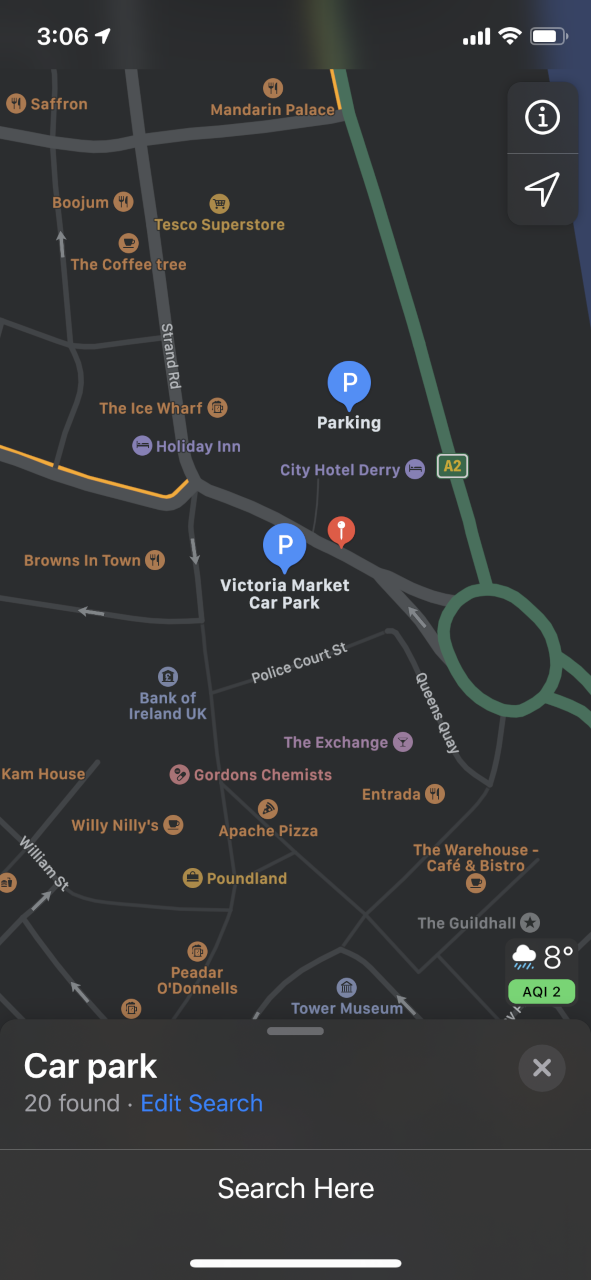 3:06
Saffron
Mandarin Palace
Boojum
Tesco Superstore
The Coffee tree
Strand Rd
P
Parking
The Ice Wharf
Holiday Inn
City Hotel Derry
A2
P
Browns In Town
Victoria Market
Car Park
Police Court St
Bank of
Ireland UK
Queens Quay
The Exchange
Kam House
Gordons Chemists
Entrada
Willy Nilly's
Apache Pizza
The Warehouse -
Café & Bistro
William St
Poundland
The Guildhall
8°
Peadar
O'Donnells
AQI 2
Tower Museum
Car park
20 found · Edit Search
Search Here